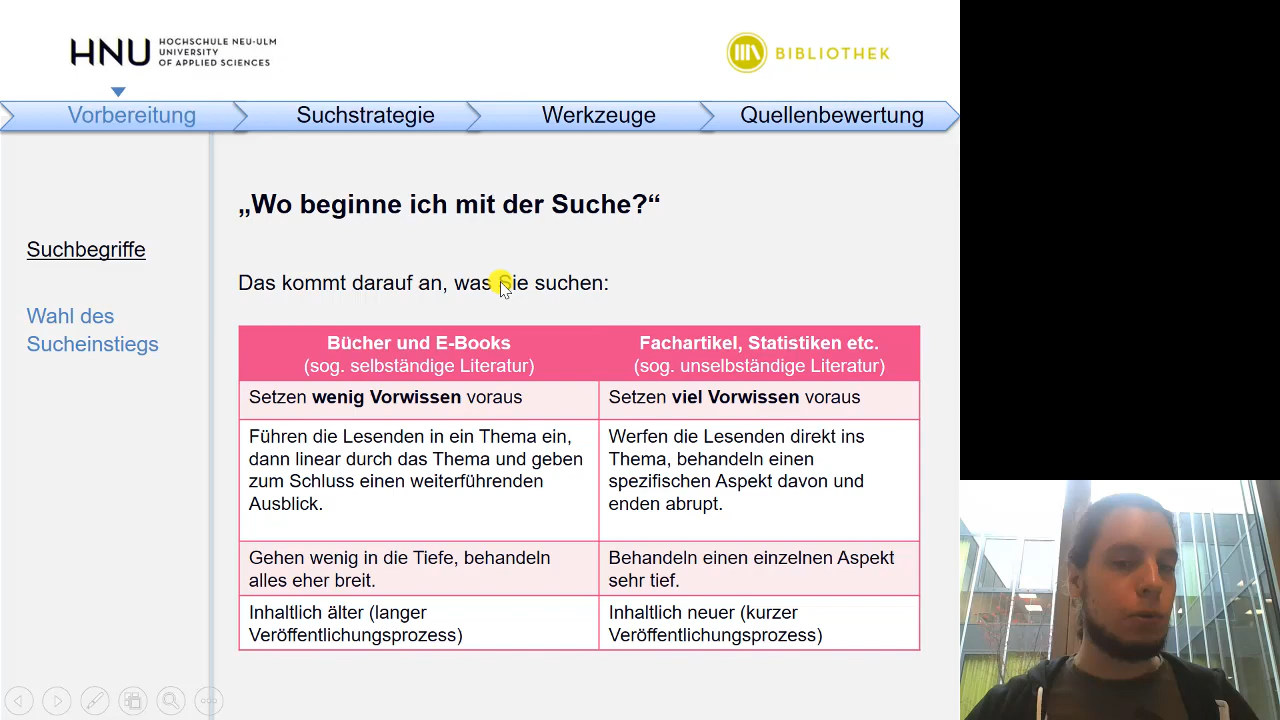 HNU HOCHSCHULE NEU-ULM
UNIVERSITY
OF APPLIED SCIENCES
BIBLIOTHEK
Vorbereitung
Suchstrategie
Werkzeuge
Quellenbewertung
„Wo beginne ich mit der Suche?“
Suchbegriffe
Wahl des
Sucheinstiegs
Das kommt darauf an, was Sie suchen:
Bücher und E-Books
(sog. selbständige Literatur)
Fachartikel, Statistiken etc.
(sog. unselbständige Literatur)
Setzen wenig Vorwissen voraus
Setzen viel Vorwissen voraus
Führen die Lesenden in ein Thema ein,
dann linear durch das Thema und geben
zum Schluss einen weiterführenden
Ausblick.
Werfen die Lesenden direkt ins
Thema, behandeln einen
spezifischen Aspekt davon und
enden abrupt.
Gehen wenig in die Tiefe, behandeln
alles eher breit.
Behandeln einen einzelnen Aspekt
sehr tief.
Inhaltlich älter (langer
Veröffentlichungsprozess)
Inhaltlich neuer (kurzer
Veröffentlichungsprozess)